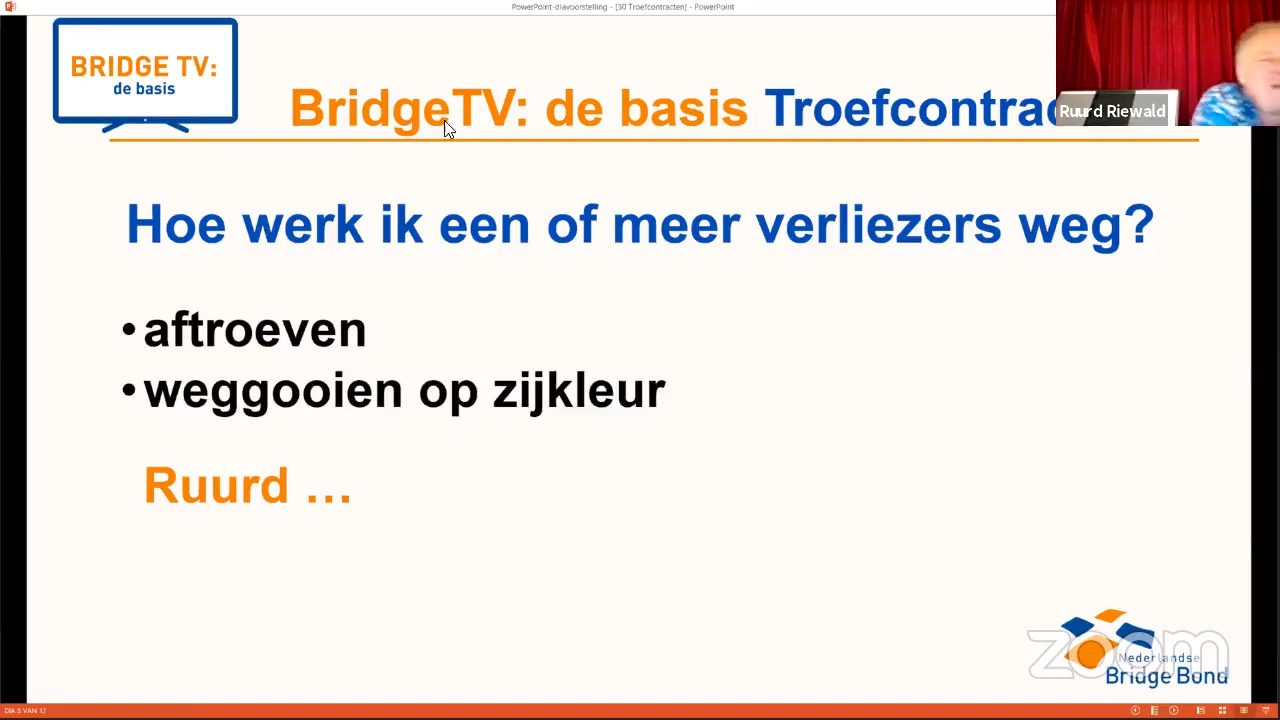 PowerPoint-diavoorstelling - [30 Troefcontracten] - PowerPoint
BRIDGE TV:
de basis
BridgeTV: de basis Troefcontrac
Ruurd Riewald
Hoe werk ik een of meer verliezers weg?
•aftroeven
•weggooien op zijkleur
Ruurd …
zoom
Nederlandse
Bridge Bond
DIA 5 VAN 12